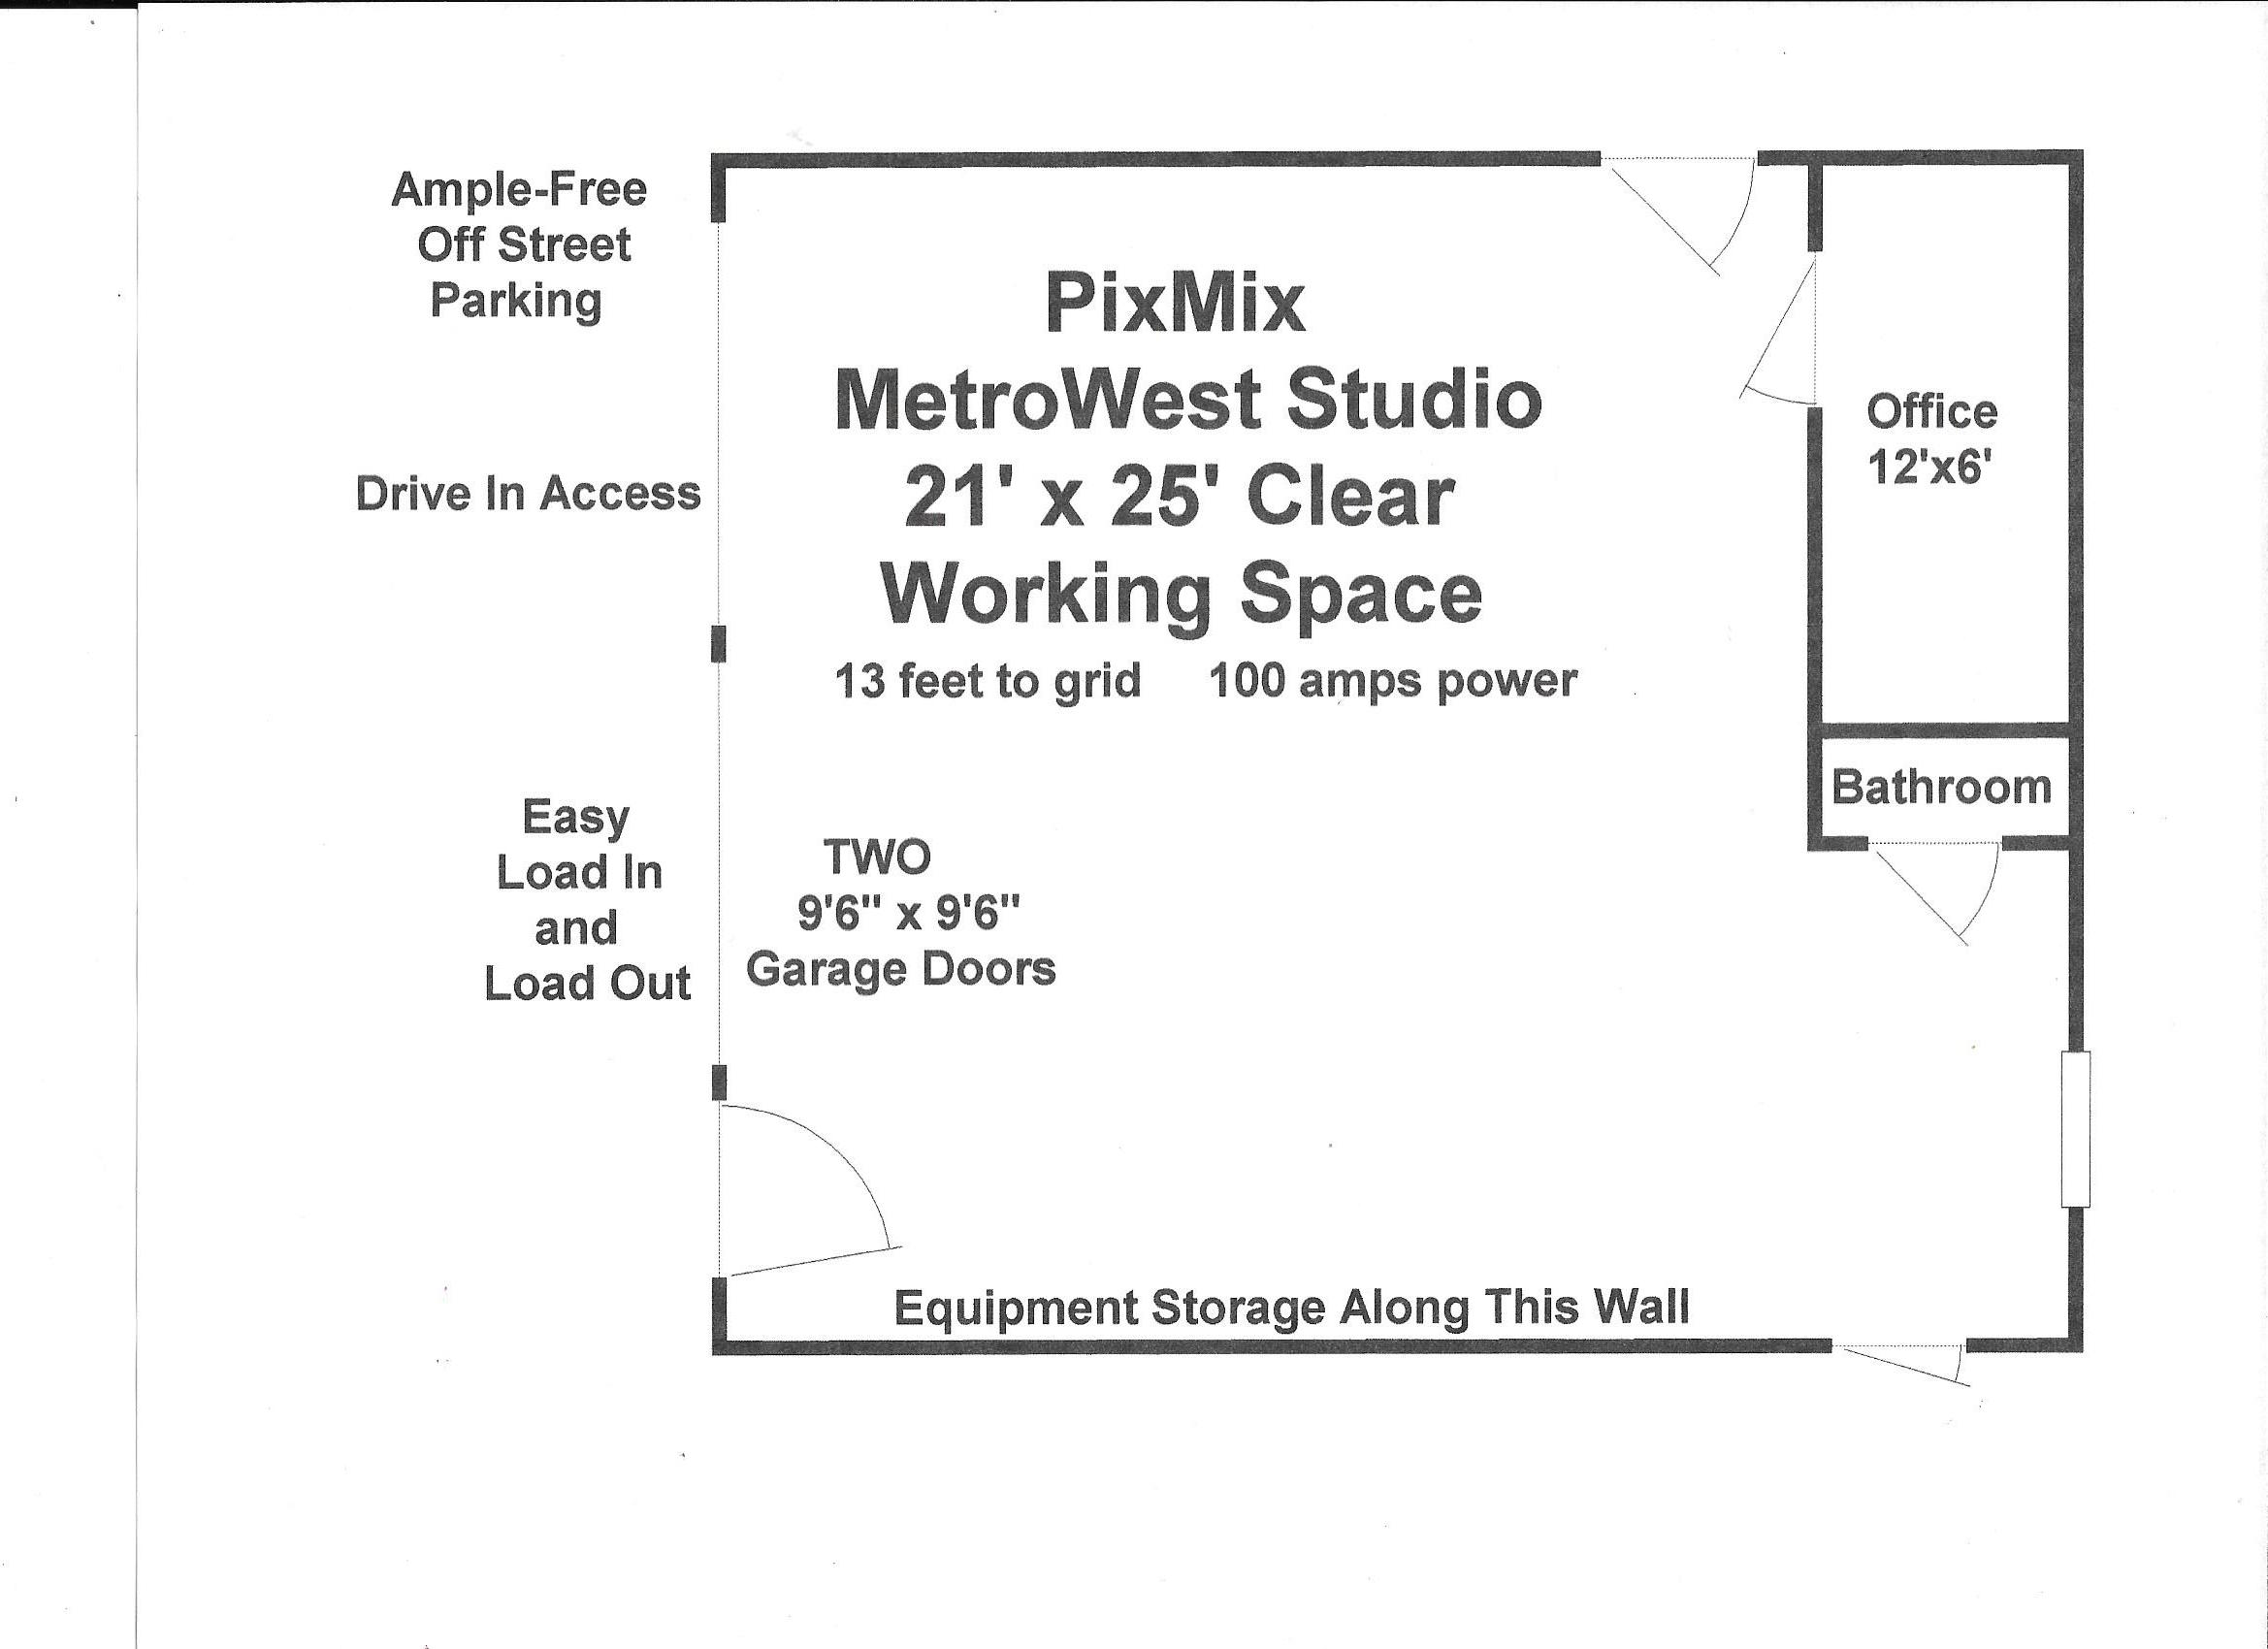 Ample-Free
Off Street
Parking
Drive In Access
Easy
Load In
and
Load Out
PixMix
MetroWest Studio
21' x 25' Clear
Working Space
13 feet to grid 100 amps power
TWO
9'6" x 9'6"
Garage Doors
Equipment Storage Along This Wall
Office
12'x6'
Bathroom